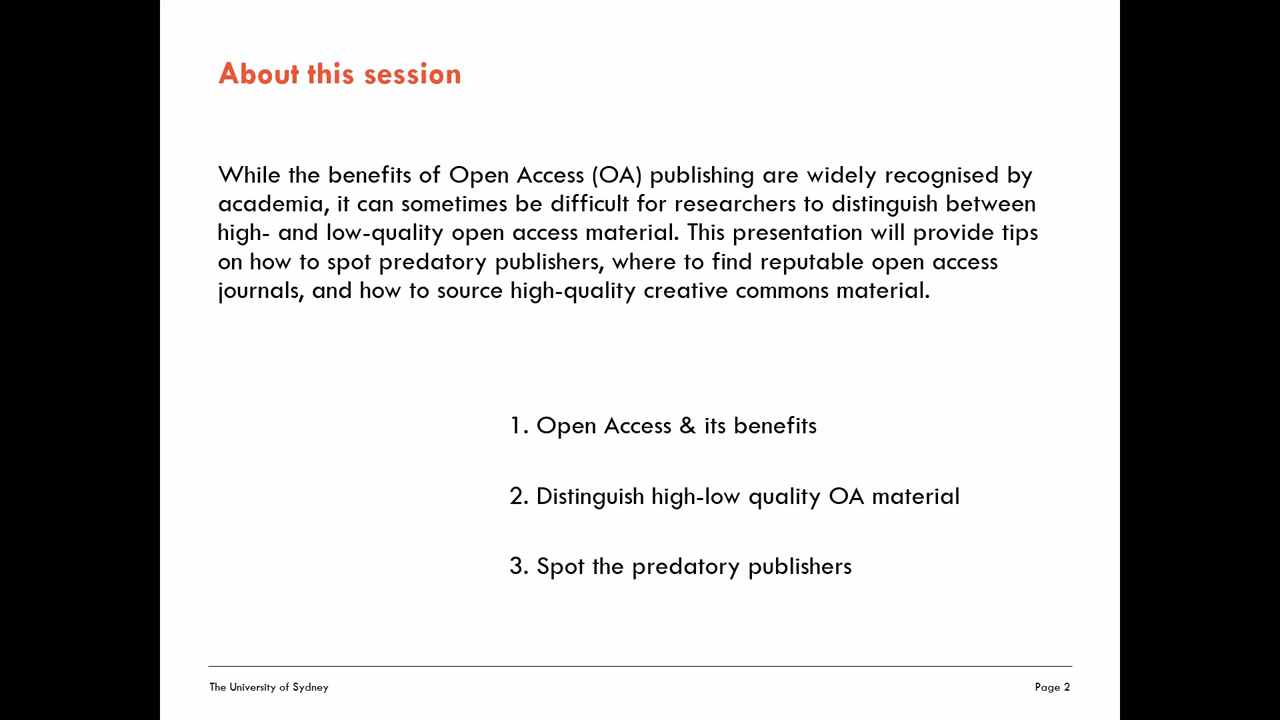 About this session
While the benefits of Open Access (OA) publishing are widely recognised by
academia, it can sometimes be difficult for researchers to distinguish between
high- and low-quality open access material. This presentation will provide tips
on how to spot predatory publishers, where to find reputable open access
journals, and how to source high-quality creative commons material.
1. Open Access & its benefits
2. Distinguish high-low quality OA material
3. Spot the predatory publishers
The University of Sydney
Page 2